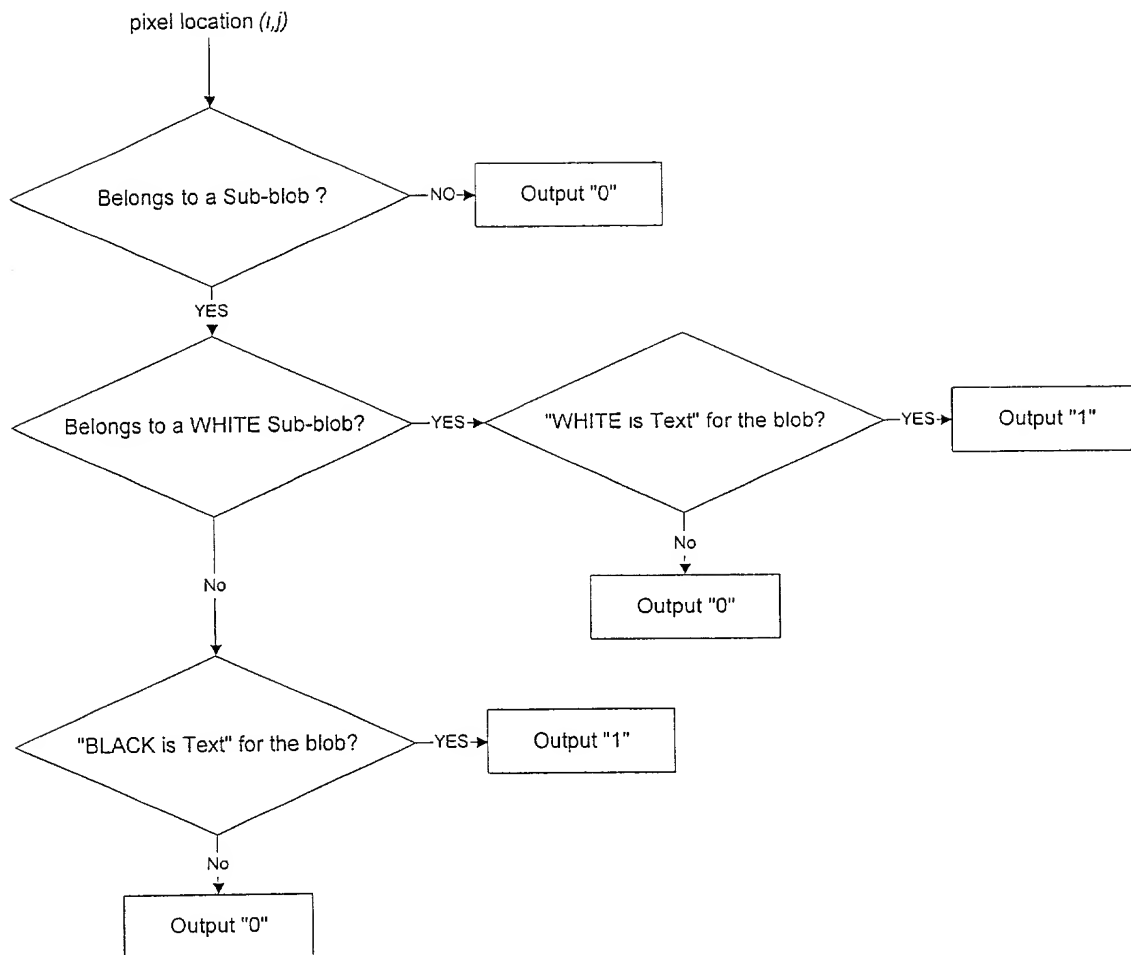 pixel location (i,j)
Belongs to a Sub-blob ?
NO
Output "0"
YES
Belongs to a WHITE Sub-blob?
YES
"WHITE is Text" for the blob?
YES
Output "1"
No
Output "0"
No
"BLACK is Text" for the blob?
YES
Output "1"
No
Output "0"